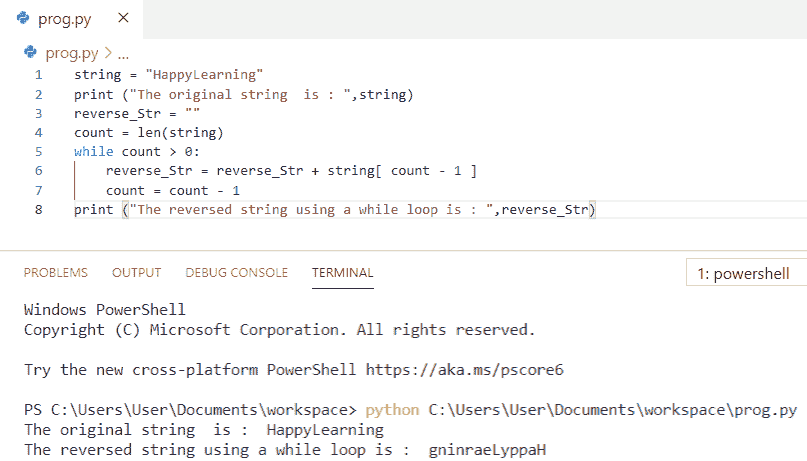 prog.py ×
prog.py > ...
1 string = "HappyLearning"
2 print ("The original string  is : ",string)
3 reverse_Str = ""
4 count = len(string)
5 while count > 0:
6     reverse_Str = reverse_Str + string[ count - 1 ]
7     count = count - 1
8 print ("The reversed string using a while loop is : ",reverse_Str)
PROBLEMS OUTPUT DEBUG CONSOLE TERMINAL 1: powershell
Windows PowerShell
Copyright (C) Microsoft Corporation. All rights reserved.
Try the new cross-platform PowerShell https://aka.ms/pscore6
PS C:\Users\User\Documents\workspace> python C:\Users\User\Documents\workspace\prog.py
The original string  is :  HappyLearning
The reversed string using a while loop is :  gninraeLyppaH